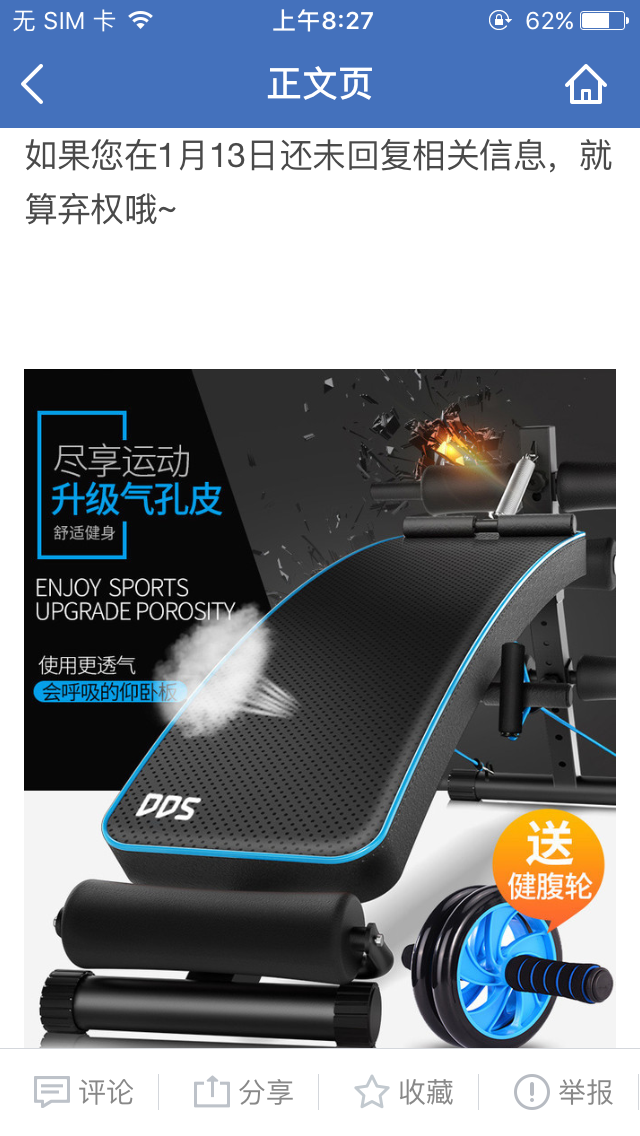 无 SIM 卡
上午8:27
62%
正文页
如果您在1月13日还未回复相关信息，就
算弃权哦~
尽享运动
升级气孔皮
舒适健身
ENJOY SPORTS
UPGRADE POROSITY
使用更透气
会呼吸的仰卧板
DDS
送
健腹轮
评论
分享
收藏
举报